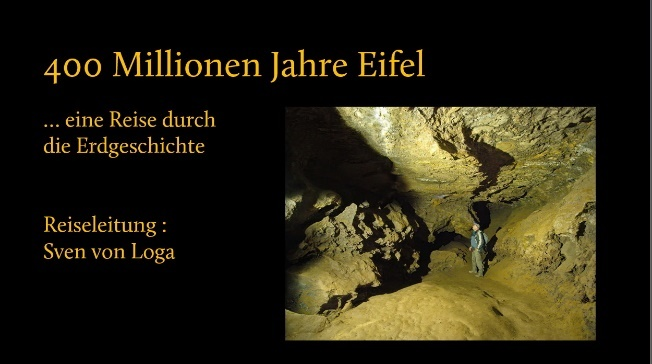 400 Millionen Jahre Eifel
... eine Reise durch
die Erdgeschichte
Reiseleitung :
Sven von Loga